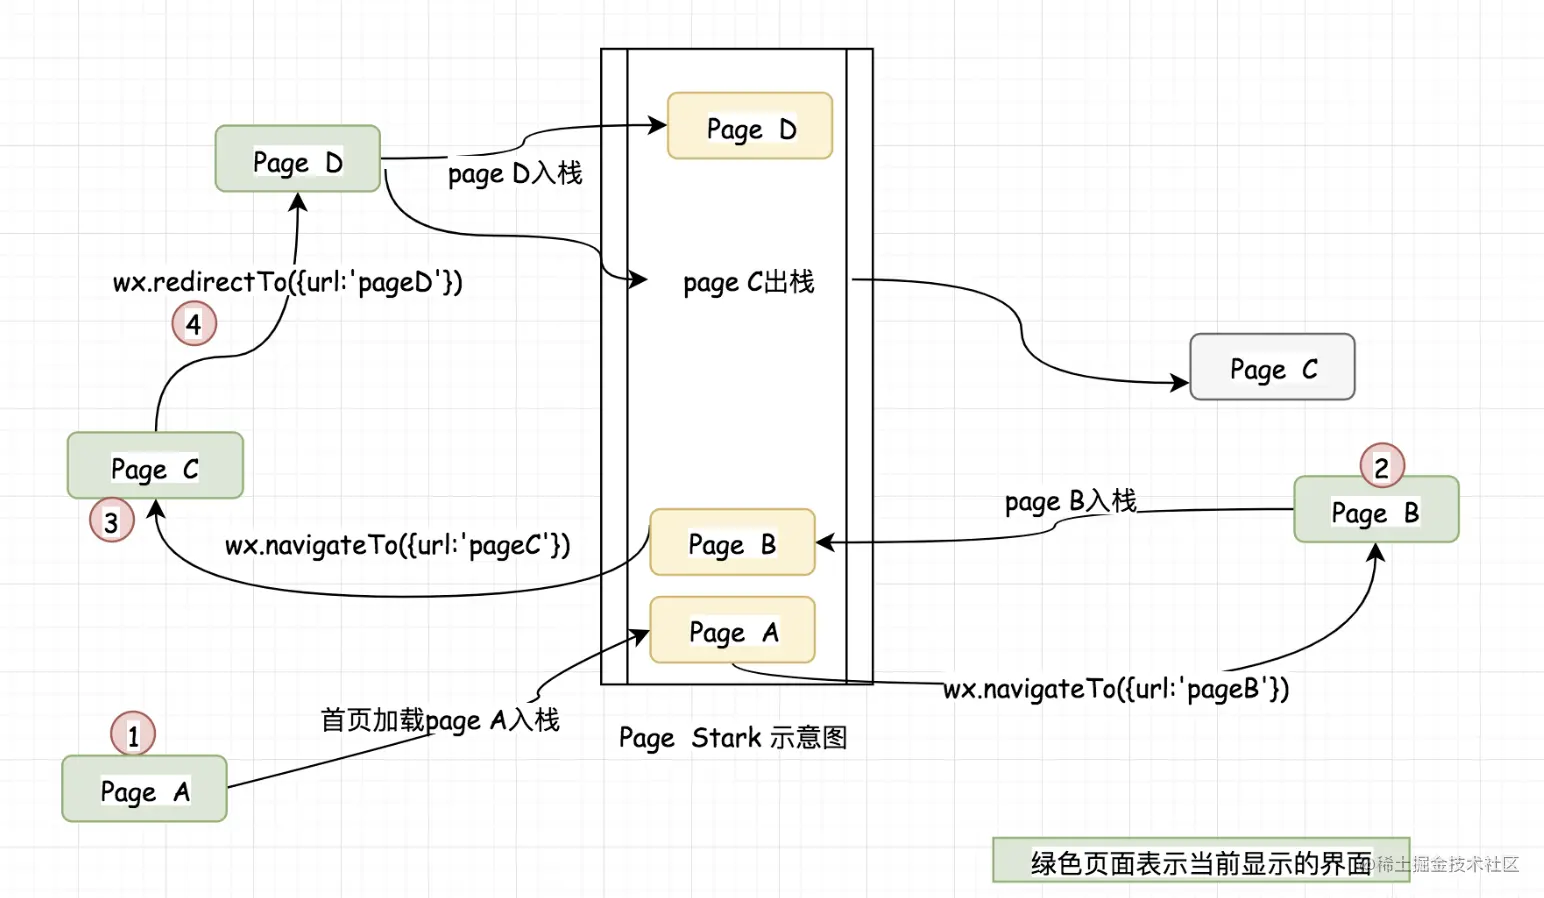 Page D
Page D
page D入栈
wx.redirectTo({url:'pageD'})
page C出栈
4
Page C
Page C
2
3
page B入栈
Page B
wx.navigateTo({url:'pageC'})
Page B
Page A
wx.navigateTo({url:'pageB'})
首页加载page A入栈
1
Page Stark 示意图
Page A
绿色页面表示当前显示的界面
@稀土掘金技术社区